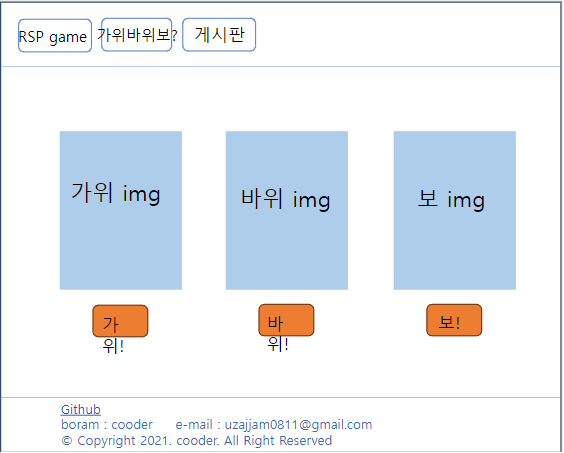 RSP game 가위바위보? 게시판
가위 img 바위 img 보 img
가 바 보!
위! 위!
Github
boram : cooder e-mail : uzajjam0811@gmail.com
© Copyright 2021. cooder. All Right Reserved